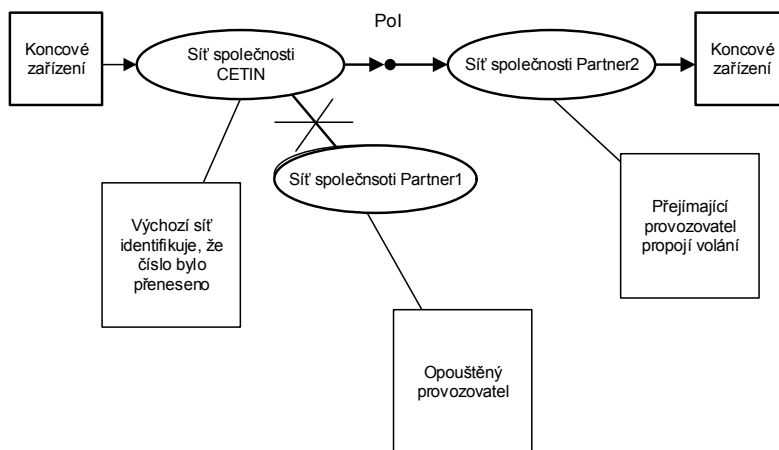 PoI
Koncové
zařízení
Síť společnosti
CETIN
Síť společnosti Partner2
Koncové
zařízení
Síť společnsoti Partner1
Výchozí síť
identifikuje, že
číslo bylo
přeneseno
Přejímající
provozovatel
propojí volání
Opouštěný
provozovatel